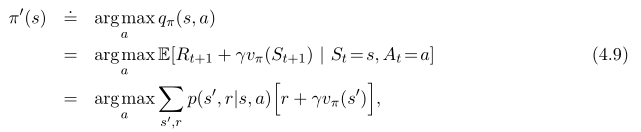 π′(s) ≐ argmax_a q_π(s, a)
= argmax_a 𝔼[R_{t+1} + γv_π(S_{t+1}) | S_t = s, A_t = a] (4.9)
= argmax_a ∑_{s′,r} p(s′, r|s, a)[r + γv_π(s′)],